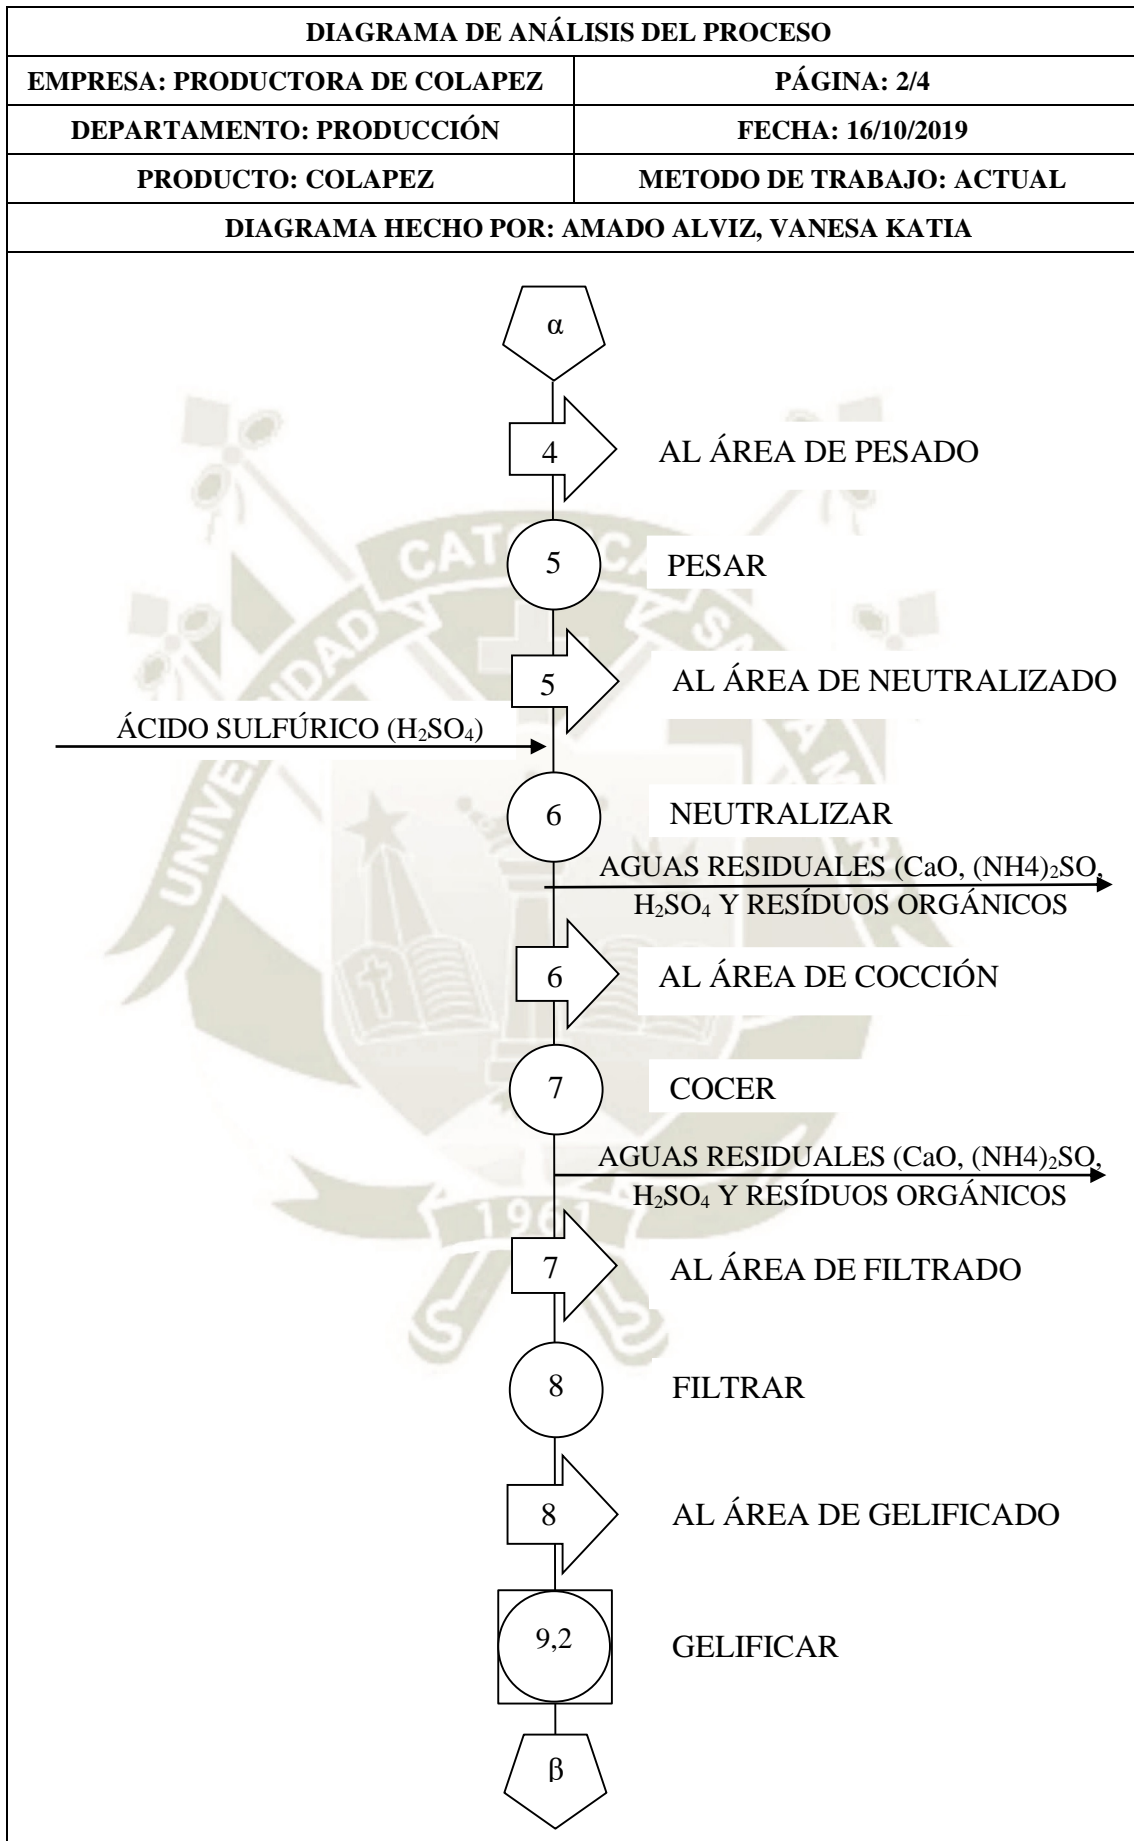 DIAGRAMA DE ANÁLISIS DEL PROCESO
EMPRESA: PRODUCTORA DE COLAPEZ
PÁGINA: 2/4
DEPARTAMENTO: PRODUCCIÓN
FECHA: 16/10/2019
PRODUCTO: COLAPEZ
METODO DE TRABAJO: ACTUAL
DIAGRAMA HECHO POR: AMADO ALVIZ, VANESA KATIA
α
4
AL ÁREA DE PESADO
5
PESAR
5
AL ÁREA DE NEUTRALIZADO
ÁCIDO SULFÚRICO (H₂SO₄)
6
NEUTRALIZAR
AGUAS RESIDUALES (CaO, (NH4)₂SO,
H₂SO₄ Y RESÍDUOS ORGÁNICOS
6
AL ÁREA DE COCCIÓN
7
COCER
AGUAS RESIDUALES (CaO, (NH4)₂SO,
H₂SO₄ Y RESÍDUOS ORGÁNICOS
7
AL ÁREA DE FILTRADO
8
FILTRAR
8
AL ÁREA DE GELIFICADO
9,2
GELIFICAR
β
1961